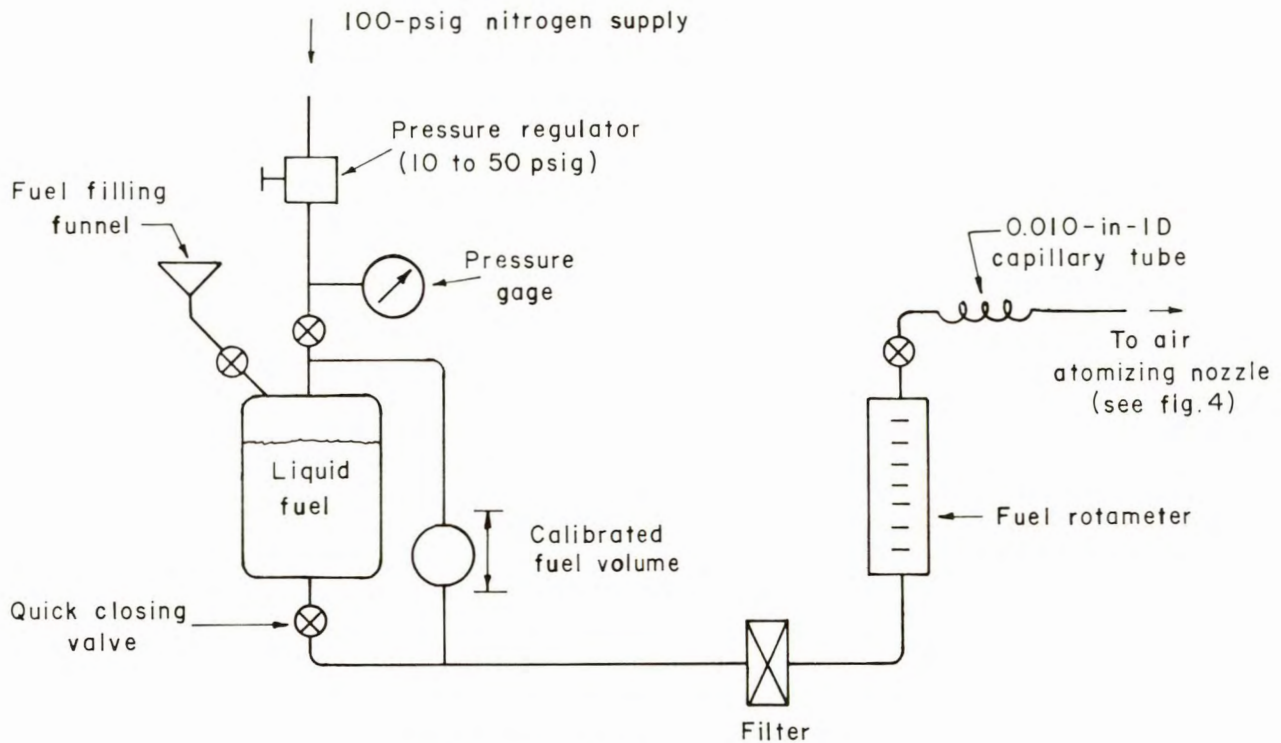 100-psig nitrogen supply
Pressure regulator
(10 to 50 psig)
Fuel filling
funnel
Pressure
gage
0.010-in-ID
capillary tube
To air
atomizing nozzle
(see fig. 4)
Liquid
fuel
Calibrated
fuel volume
Fuel rotameter
Quick closing
valve
Filter